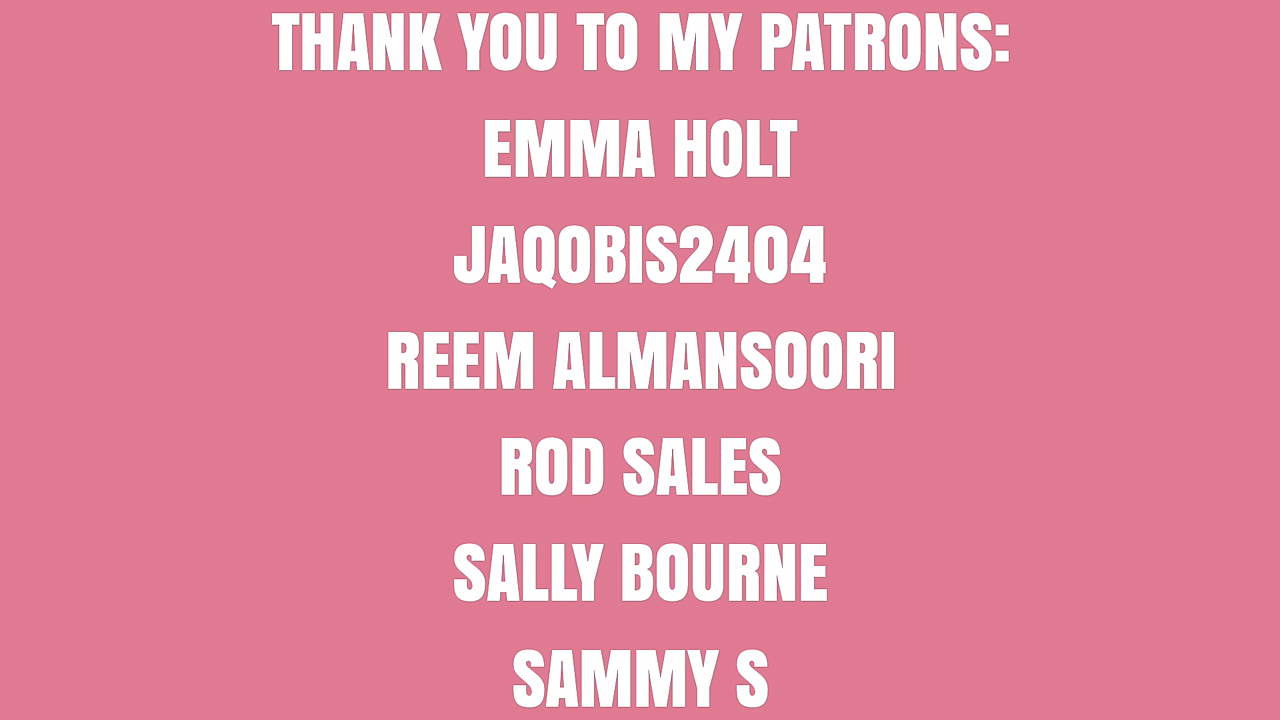 THANK YOU TO MY PATRONS:
EMMA HOLT
JAQOBIS2404
REEM ALMANSOORI
ROD SALES
SALLY BOURNE
SAMMY S